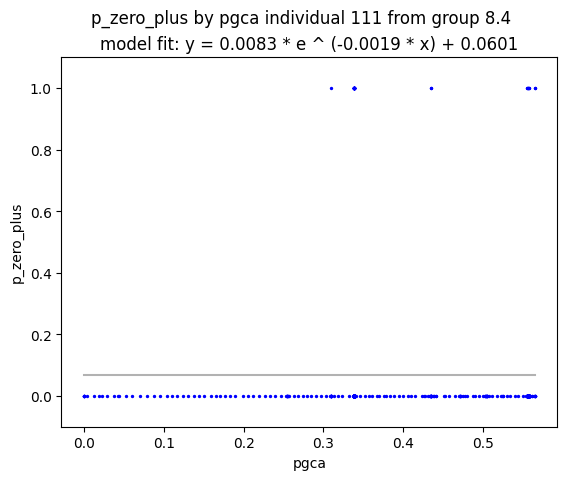 p_zero_plus by pgca individual 111 from group 8.4
model fit: y = 0.0083 * e ^ (-0.0019 * x) + 0.0601
1.0
0.8
0.6
0.4
0.2
0.0
p_zero_plus
0.0 0.1 0.2 0.3 0.4 0.5
pgca